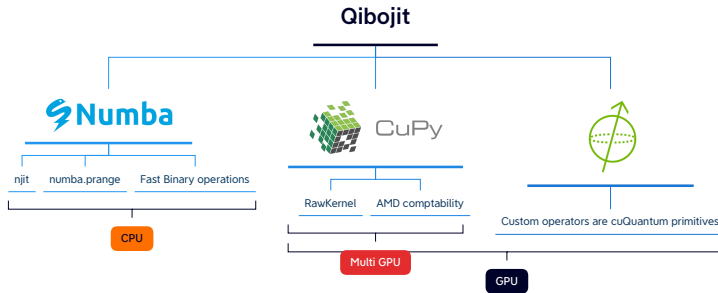 Qibojit
Numba
CuPy
njit
numba.prange
Fast Binary operations
RawKernel
AMD comptability
Custom operators are cuQuantum primitives
CPU
Multi GPU
GPU